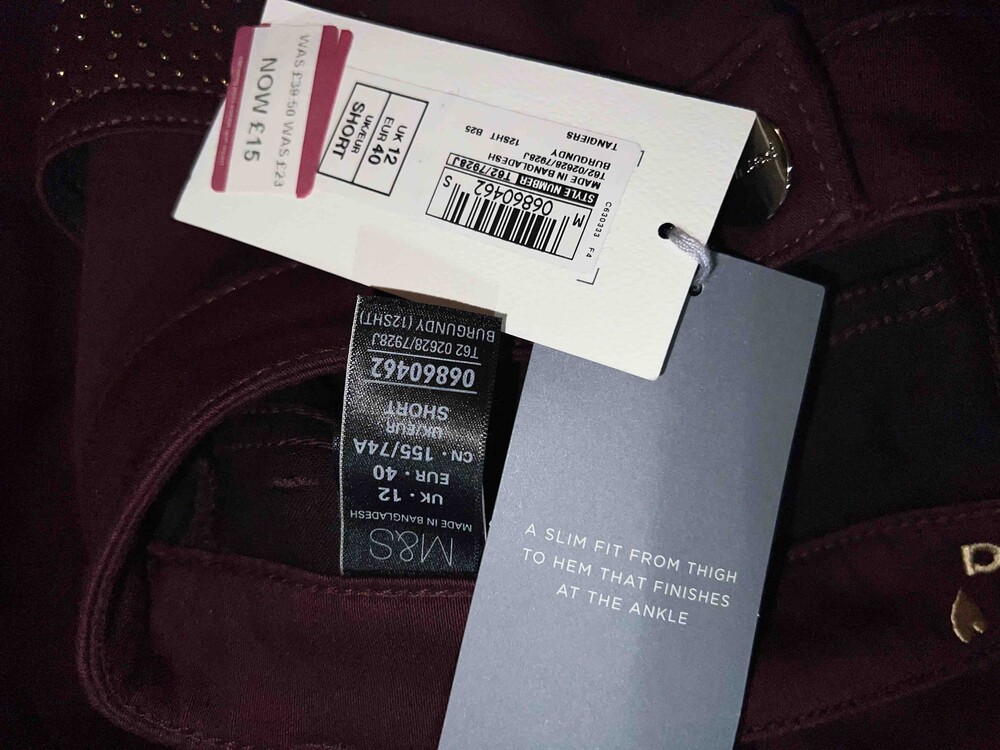 WAS £39.50 WAS £23
NOW £15
UK 12
EUR 40
UK/EUR
SHORT
C630333 F4
M
S
06860462
STYLE NUMBER T62/7928J
MADE IN BANGLADESH
T62/02628/7928J
BURGUNDY
12SHT B25
TANGIERS
M&S
MADE IN BANGLADESH
UK · 12
EUR · 40
CN · 155/74A
UK/EUR
SHORT
06860462
T62 02628/7928J
BURGUNDY (12SHT)
A SLIM FIT FROM THIGH
TO HEM THAT FINISHES
AT THE ANKLE